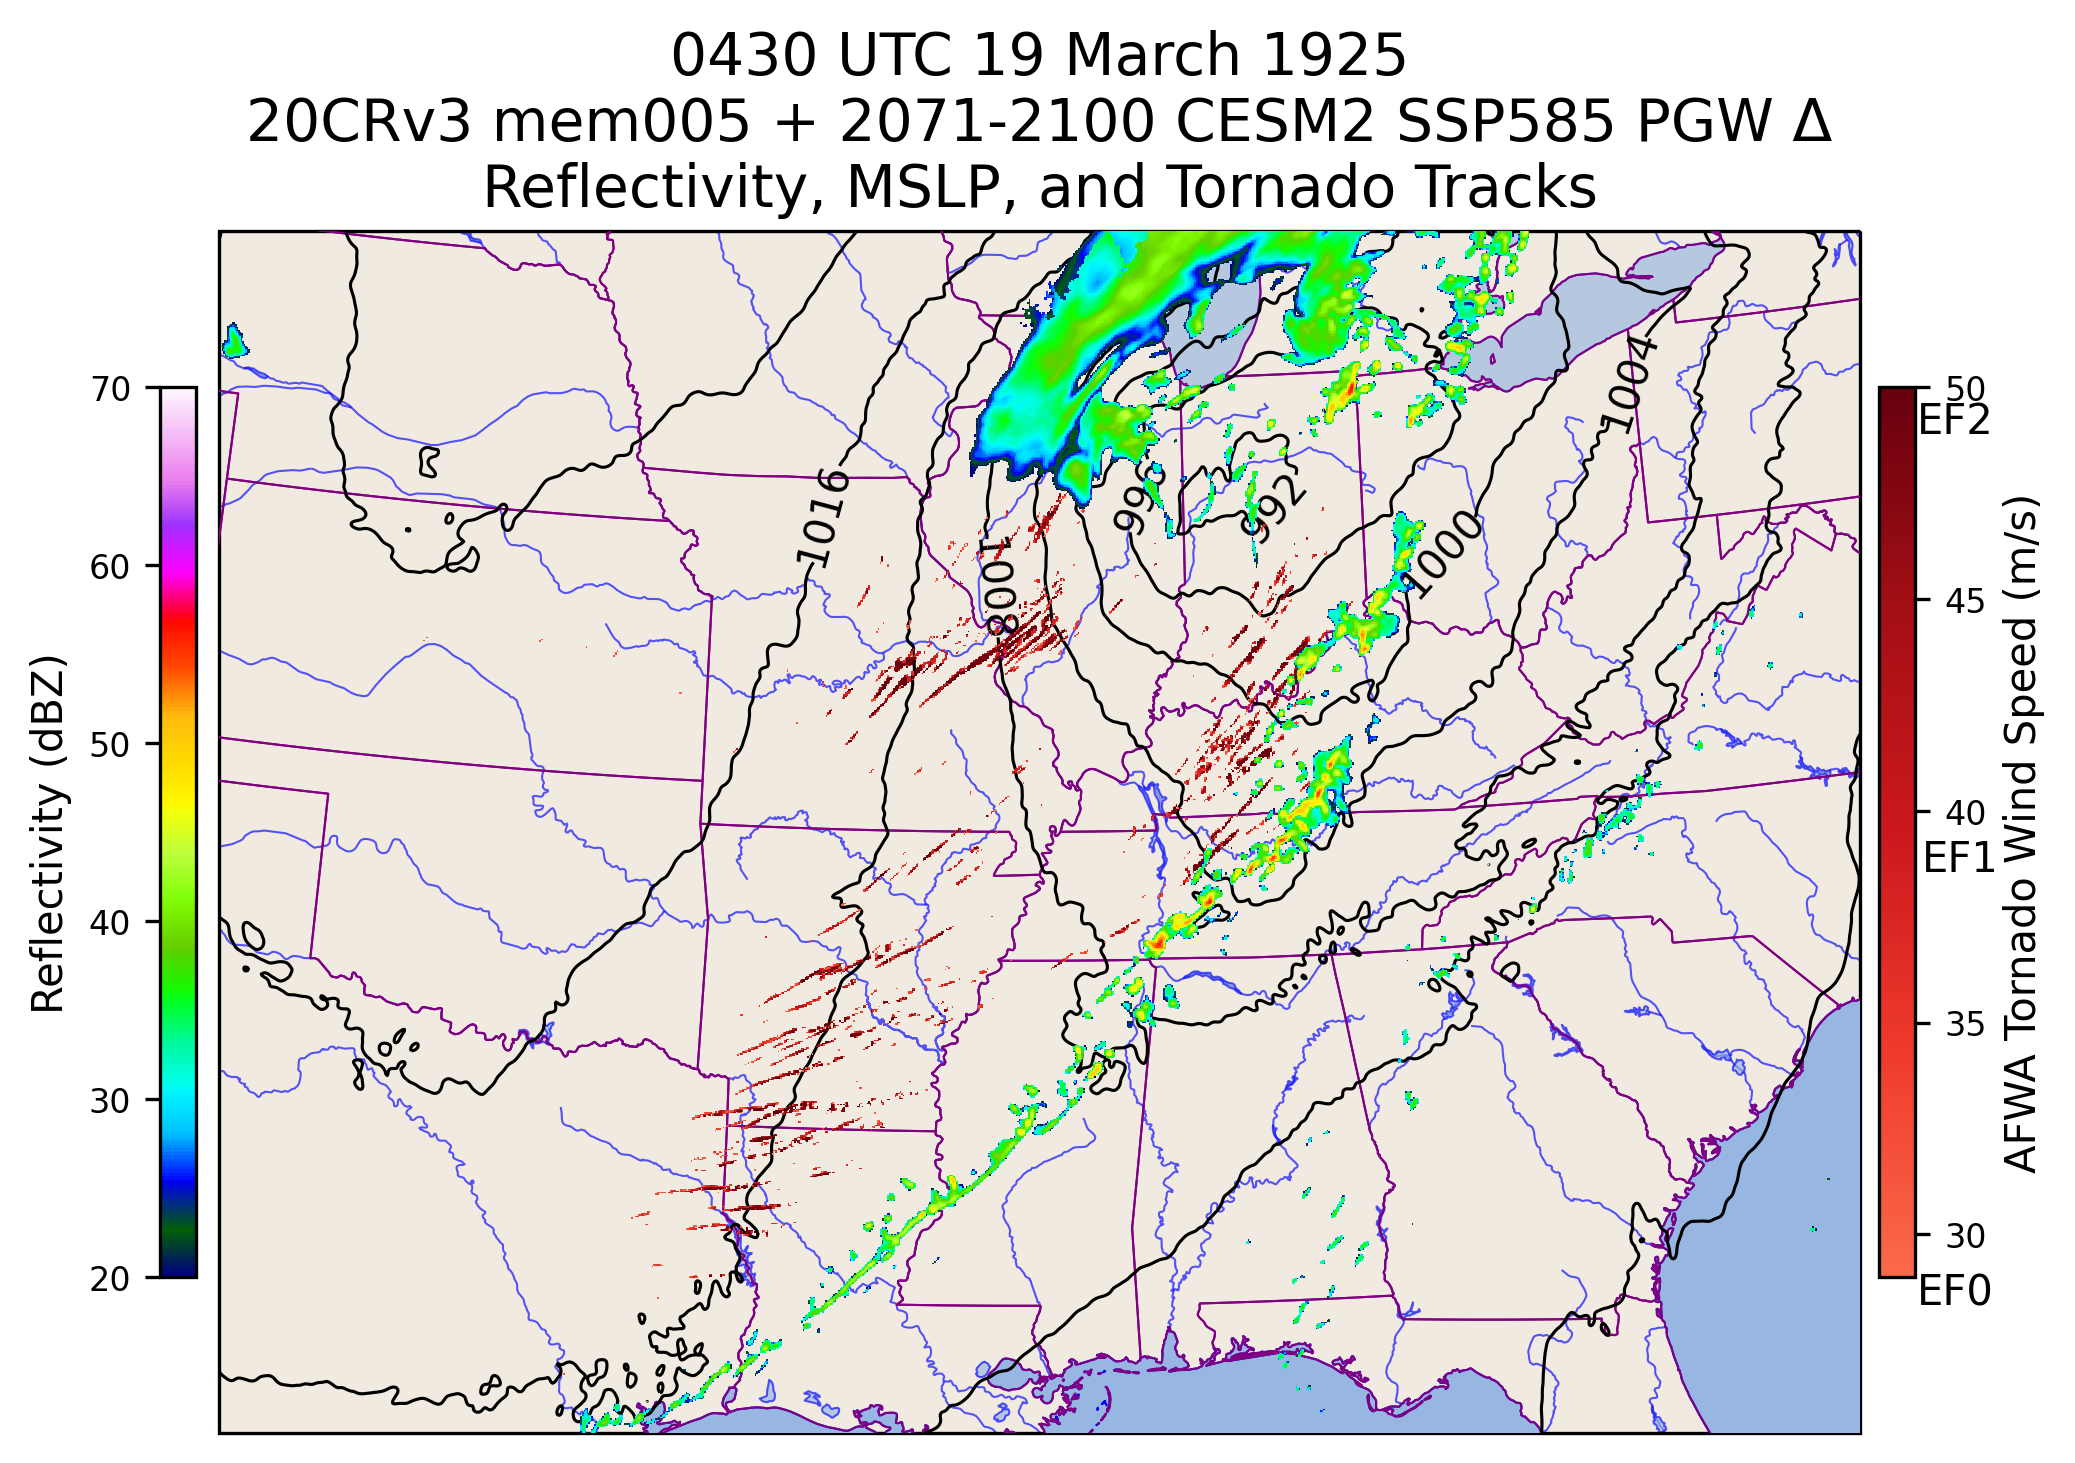 0430 UTC 19 March 1925
20CRv3 mem005 + 2071-2100 CESM2 SSP585 PGW Δ
Reflectivity, MSLP, and Tornado Tracks
Reflectivity (dBZ)
70
60
50
40
30
20
1016
1008
992
1000
1004
50
EF2
45
40
EF1
35
30
EF0
AFWA Tornado Wind Speed (m/s)